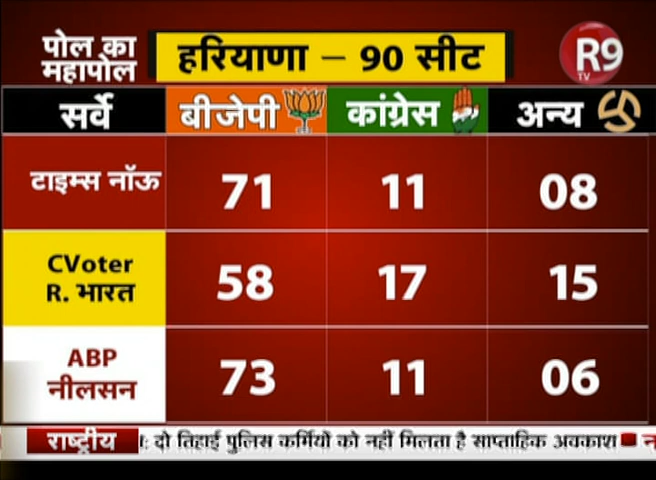 पोल का
महापोल
हरियाणा – 90 सीट
R9
TV
सर्वे बीजेपी कांग्रेस अन्य
टाइम्स नॉऊ 71 11 08
CVoter
R. भारत
58 17 15
ABP
नीलसन
73 11 06
राष्ट्रीय : दो तिहाई पुलिस कर्मियों को नहीं मिलता है साप्ताहिक अवकाश